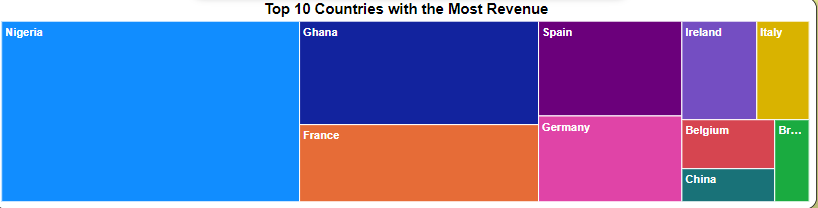 Top 10 Countries with the Most Revenue
Nigeria
Ghana
France
Spain
Germany
Ireland
Italy
Belgium
China
Br...